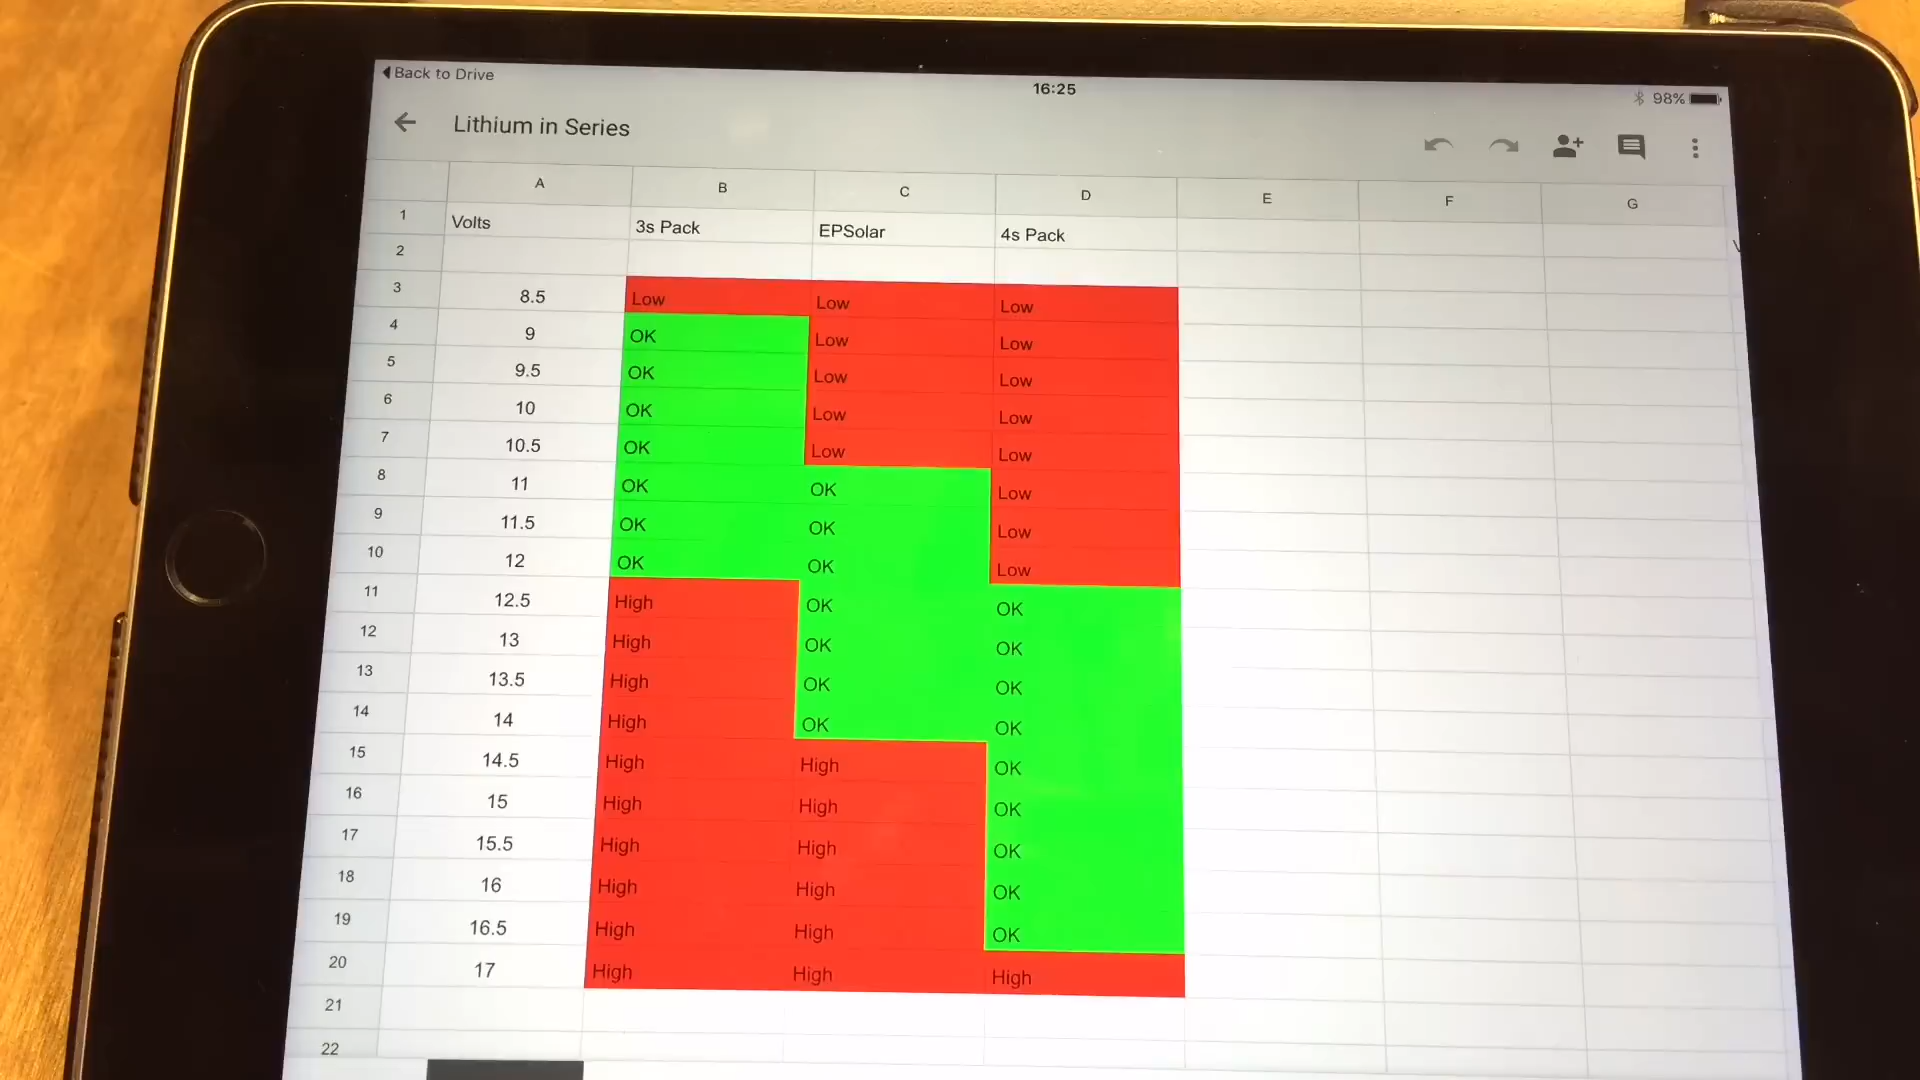 Back to Drive
16:25
98%
Lithium in Series
A B C D E F G
1 Volts 3s Pack EPSolar 4s Pack
2
3 8.5 Low Low Low
4 9 OK Low Low
5 9.5 OK Low Low
6 10 OK Low Low
7 10.5 OK Low Low
8 11 OK OK Low
9 11.5 OK OK Low
10 12 OK OK Low
11 12.5 High OK OK
12 13 High OK OK
13 13.5 High OK OK
14 14 High OK OK
15 14.5 High High OK
16 15 High High OK
17 15.5 High High OK
18 16 High High OK
19 16.5 High High OK
20 17 High High High
21
22